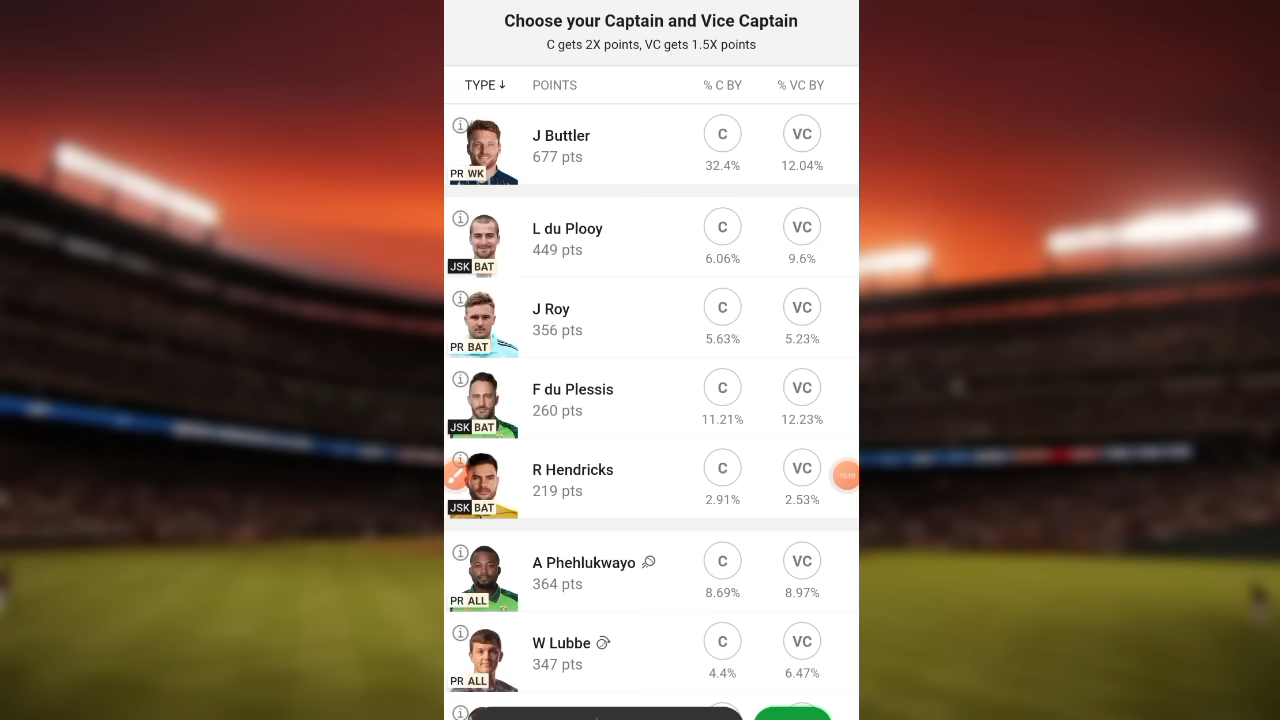 Choose your Captain and Vice Captain
C gets 2X points, VC gets 1.5X points
TYPE POINTS % C BY % VC BY
J Buttler
677 pts
PR WK
C
32.4%
VC
12.04%
L du Plooy
449 pts
JSK BAT
C
6.06%
VC
9.6%
J Roy
356 pts
PR BAT
C
5.63%
VC
5.23%
F du Plessis
260 pts
JSK BAT
C
11.21%
VC
12.23%
R Hendricks
219 pts
JSK BAT
C
2.91%
VC
2.53%
A Phehlukwayo
364 pts
PR ALL
C
8.69%
VC
8.97%
W Lubbe
347 pts
PR ALL
C
4.4%
VC
6.47%